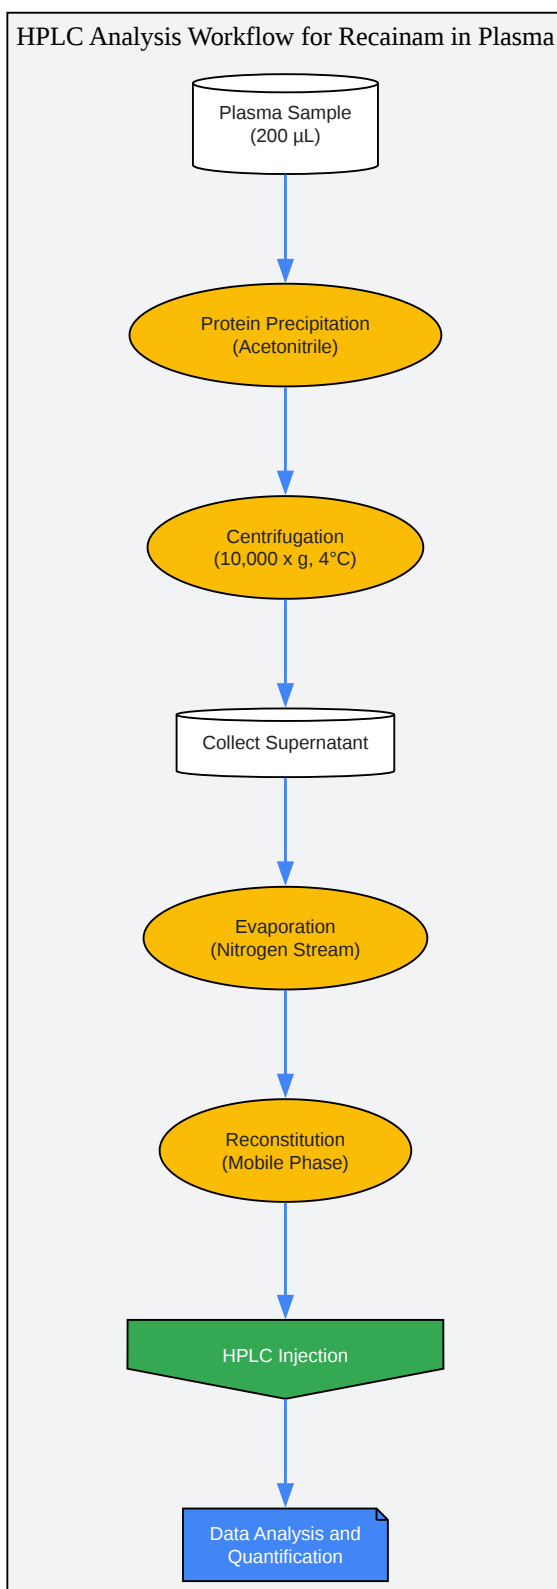 HPLC Analysis Workflow for Recainam in Plasma
Plasma Sample
(200 µL)
Protein Precipitation
(Acetonitrile)
Centrifugation
(10,000 x g, 4°C)
Collect Supernatant
Evaporation
(Nitrogen Stream)
Reconstitution
(Mobile Phase)
HPLC Injection
Data Analysis and
Quantification